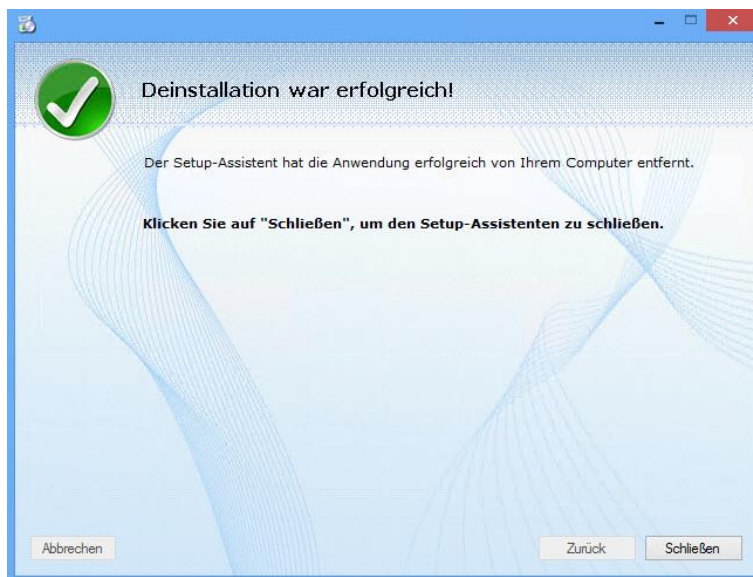 Deinstallation war erfolgreich!
Der Setup-Assistent hat die Anwendung erfolgreich von Ihrem Computer entfernt.
Klicken Sie auf "Schließen", um den Setup-Assistenten zu schließen.
Abbrechen
Zurück
Schließen